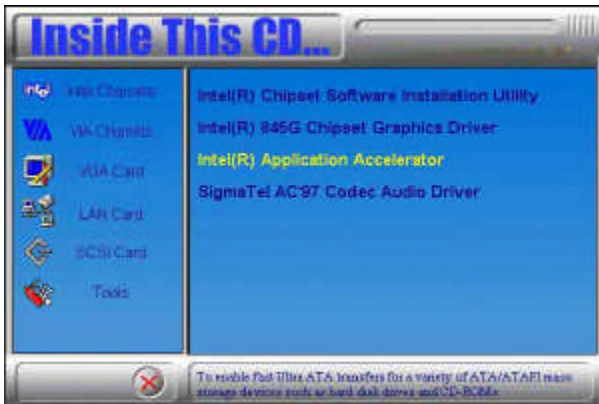 Inside This CD...
intel
Intel Chipsets
VIA
VIA Chipsets
VGA Card
LAN Card
SCSI Card
Tools
Intel(R) Chipset Software Installation Utility
Intel(R) 845G Chipset Graphics Driver
Intel(R) Application Accelerator
SigmaTel AC'97 Codec Audio Driver
To enable fast Ultra ATA transfers for a variety of ATA/ATAPI mass
storage devices such as hard disk drives and CD-ROMs